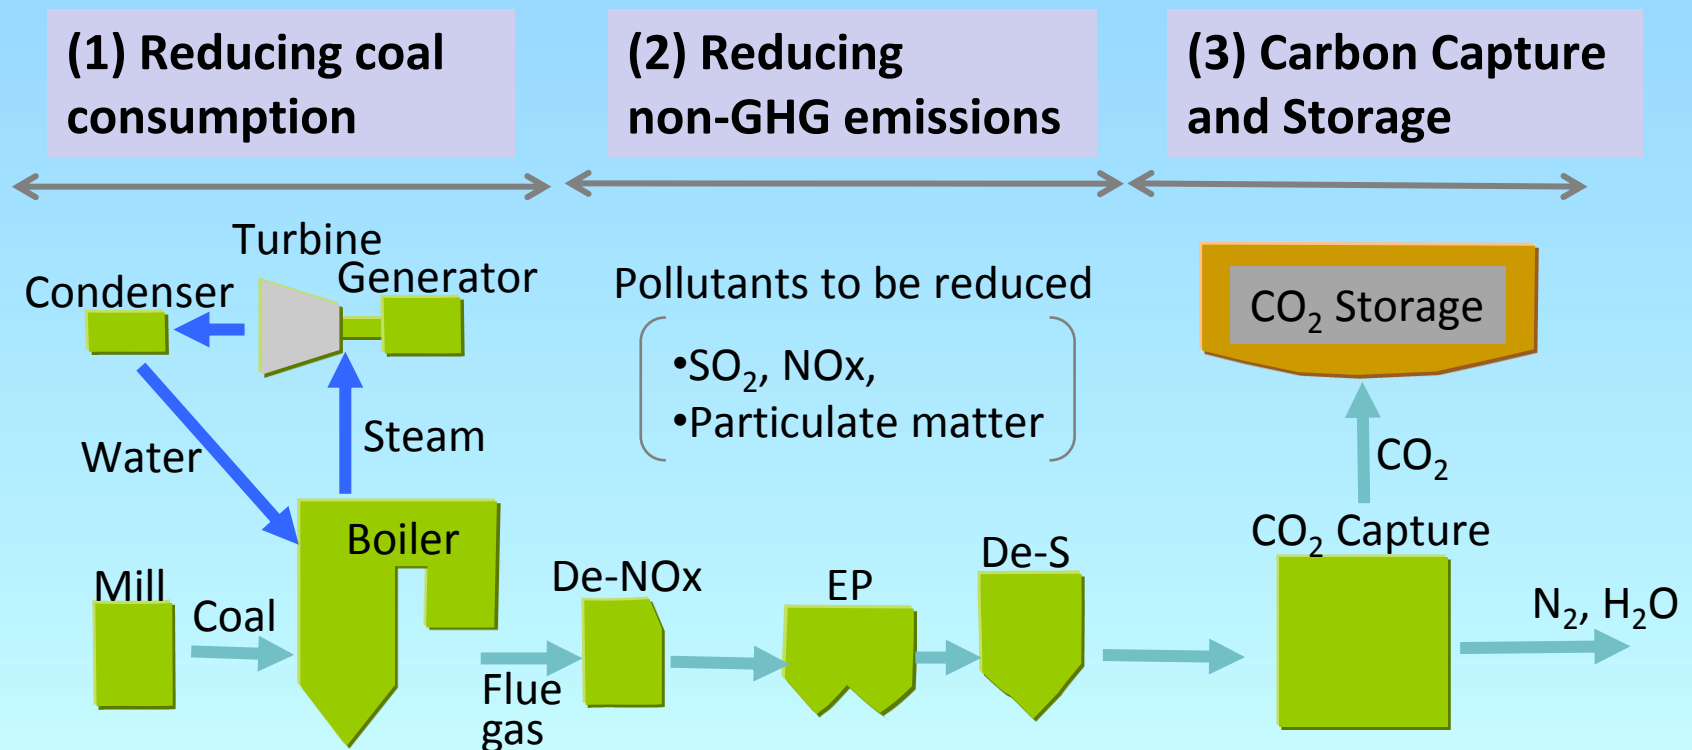 (1) Reducing coal
consumption
(2) Reducing
non-GHG emissions
(3) Carbon Capture
and Storage
Turbine
Generator
Condenser
Water
Steam
Boiler
Mill
Coal
Flue
gas
Pollutants to be reduced
•SO₂, NOx,
•Particulate matter
De-NOx
EP
De-S
CO₂ Storage
CO₂
CO₂ Capture
N₂, H₂O